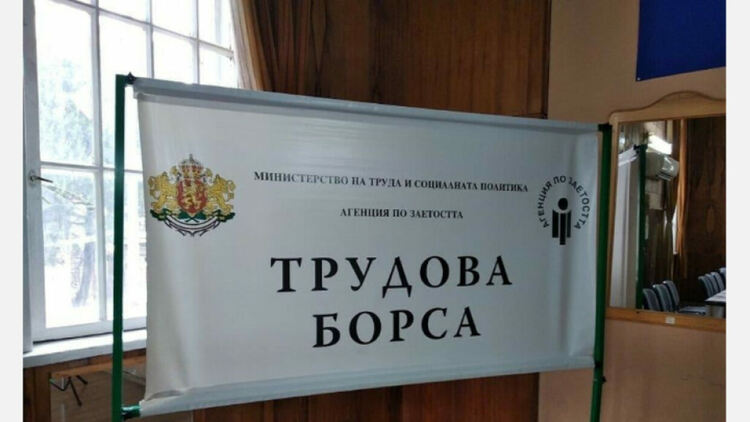 МИНИСТЕРСТВО НА ТРУДА И СОЦИАЛНАТА ПОЛИТИКА
АГЕНЦИЯ ПО ЗАЕТОСТТА
АГЕНЦИЯ ПО ЗАЕТОСТТА
ТРУДОВА
БОРСА